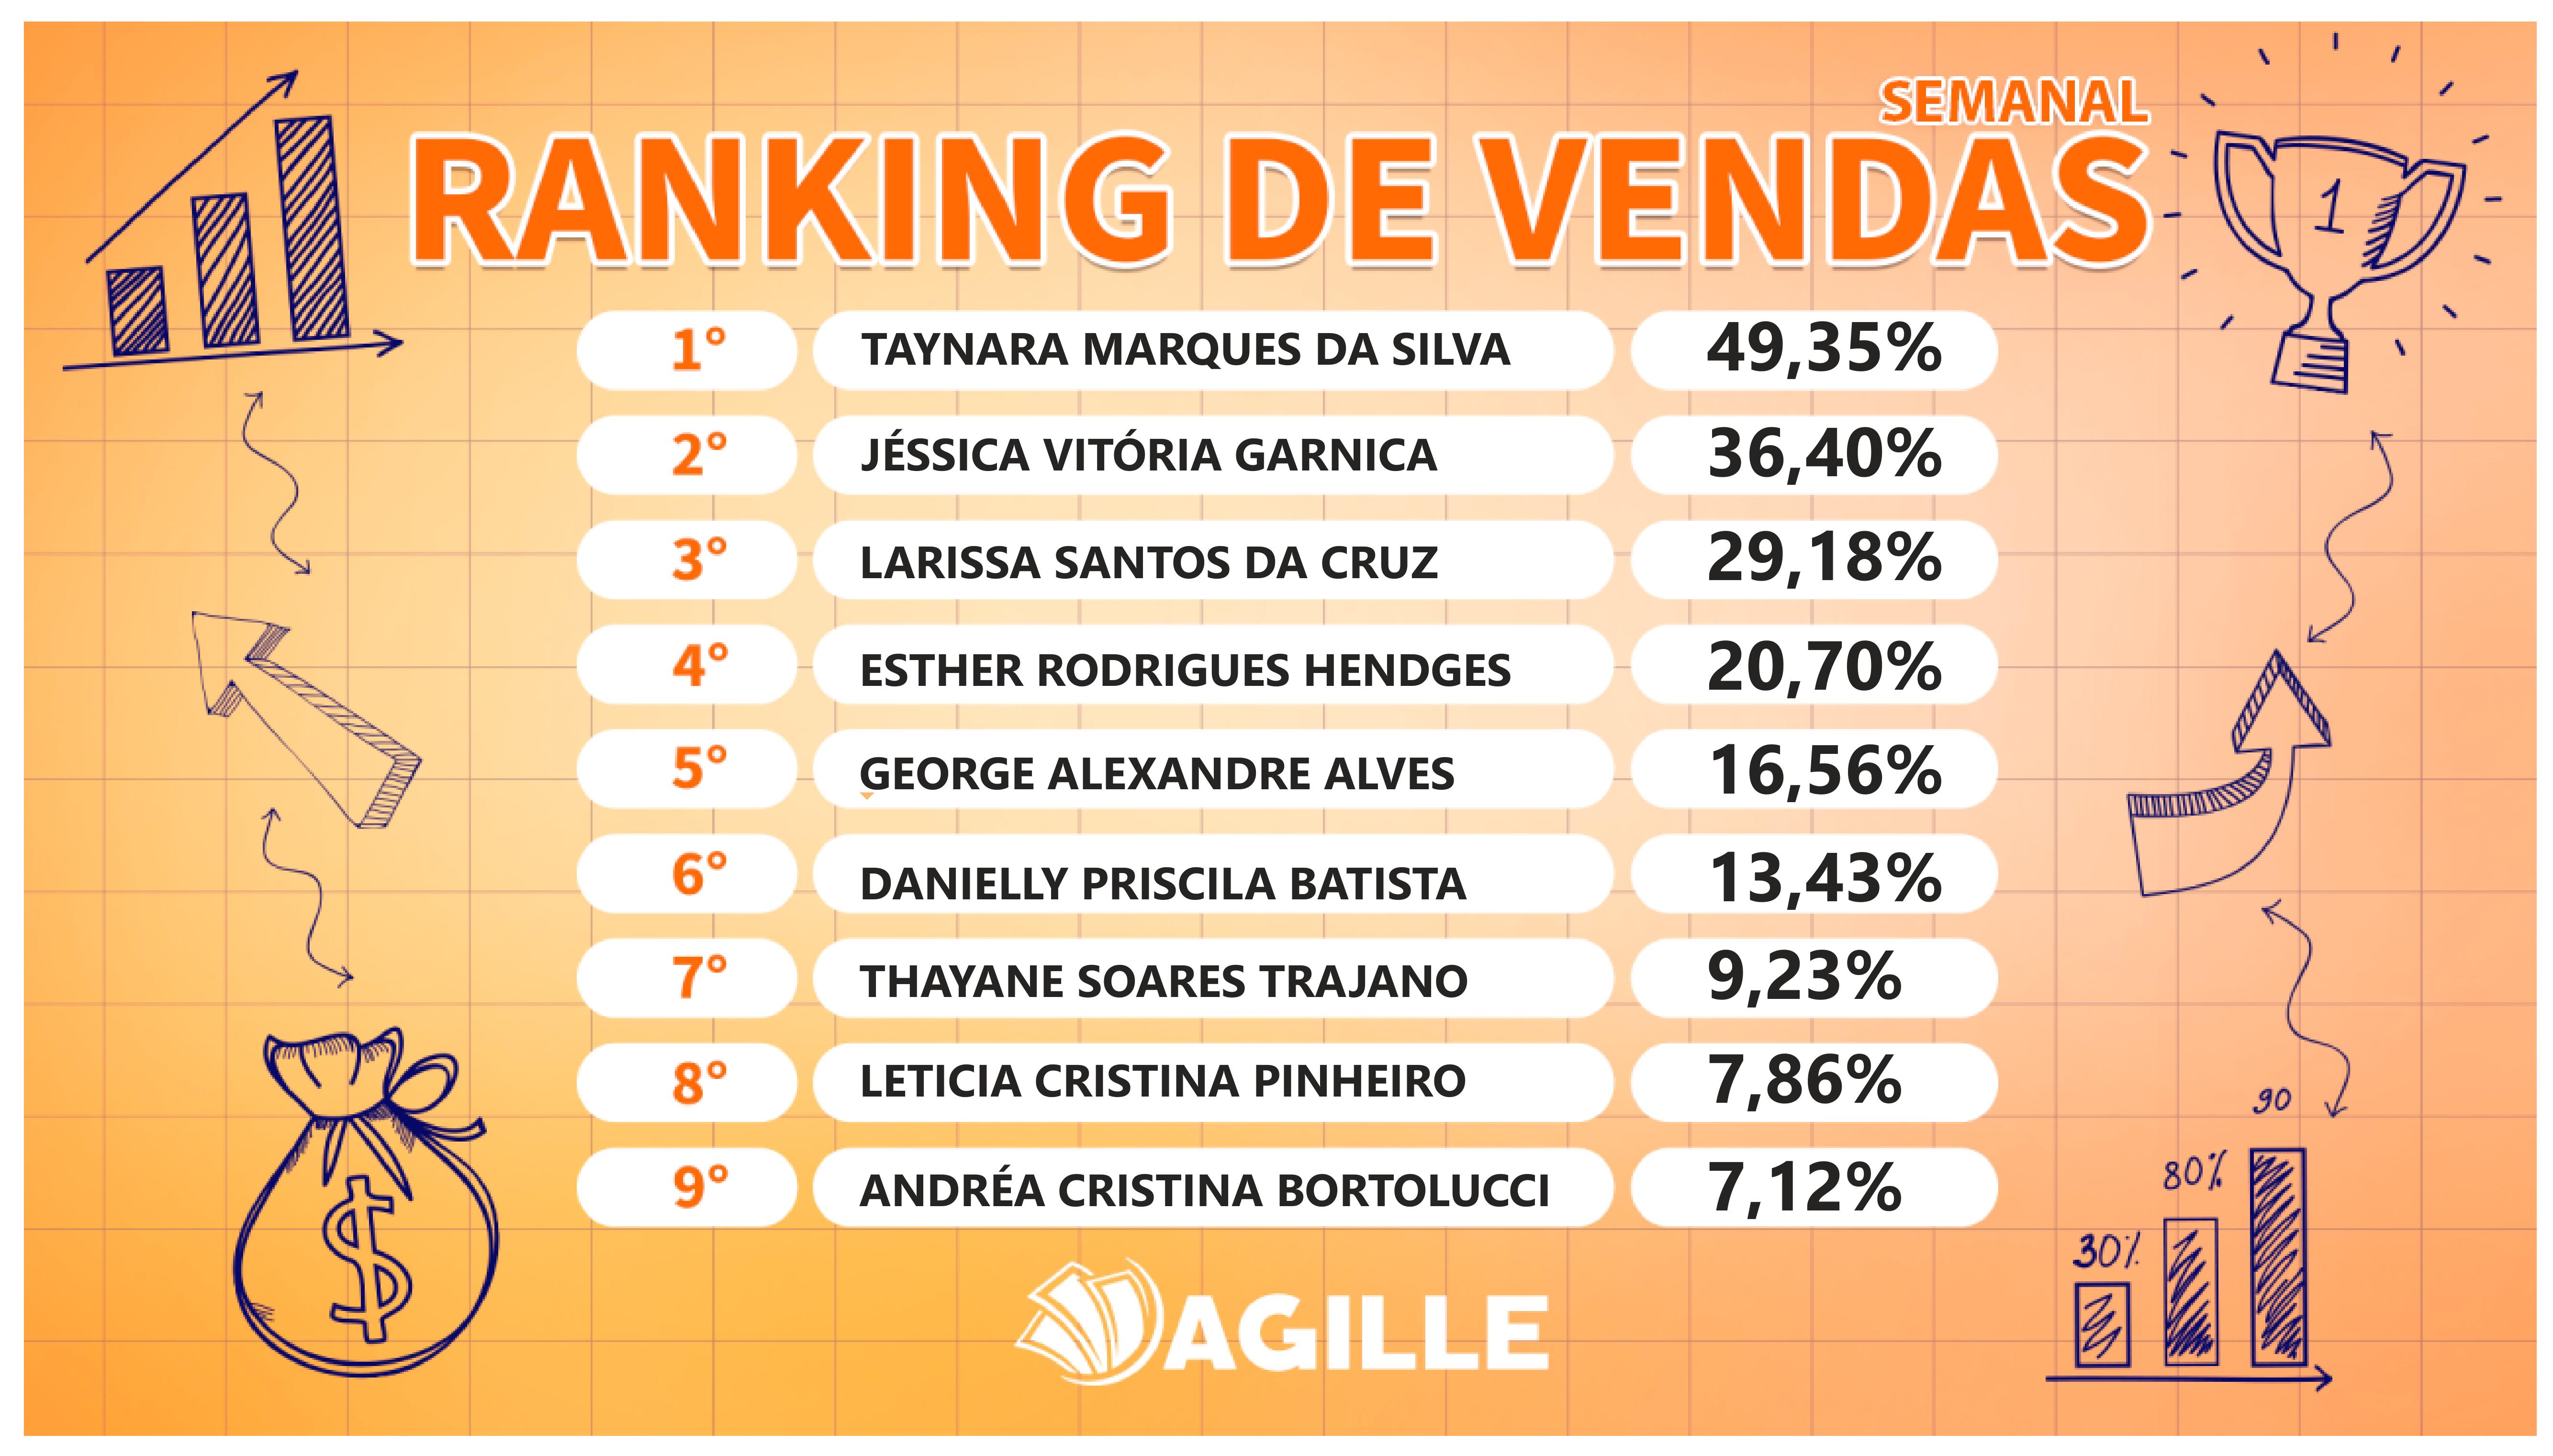 SEMANAL
RANKING DE VENDAS
1
1° TAYNARA MARQUES DA SILVA 49,35%
2° JÉSSICA VITÓRIA GARNICA 36,40%
3° LARISSA SANTOS DA CRUZ 29,18%
4° ESTHER RODRIGUES HENDGES 20,70%
5° GEORGE ALEXANDRE ALVES 16,56%
6° DANIELLY PRISCILA BATISTA 13,43%
7° THAYANE SOARES TRAJANO 9,23%
8° LETICIA CRISTINA PINHEIRO 7,86%
9° ANDRÉA CRISTINA BORTOLUCCI 7,12%
90
80%
30%
$
AGILLE